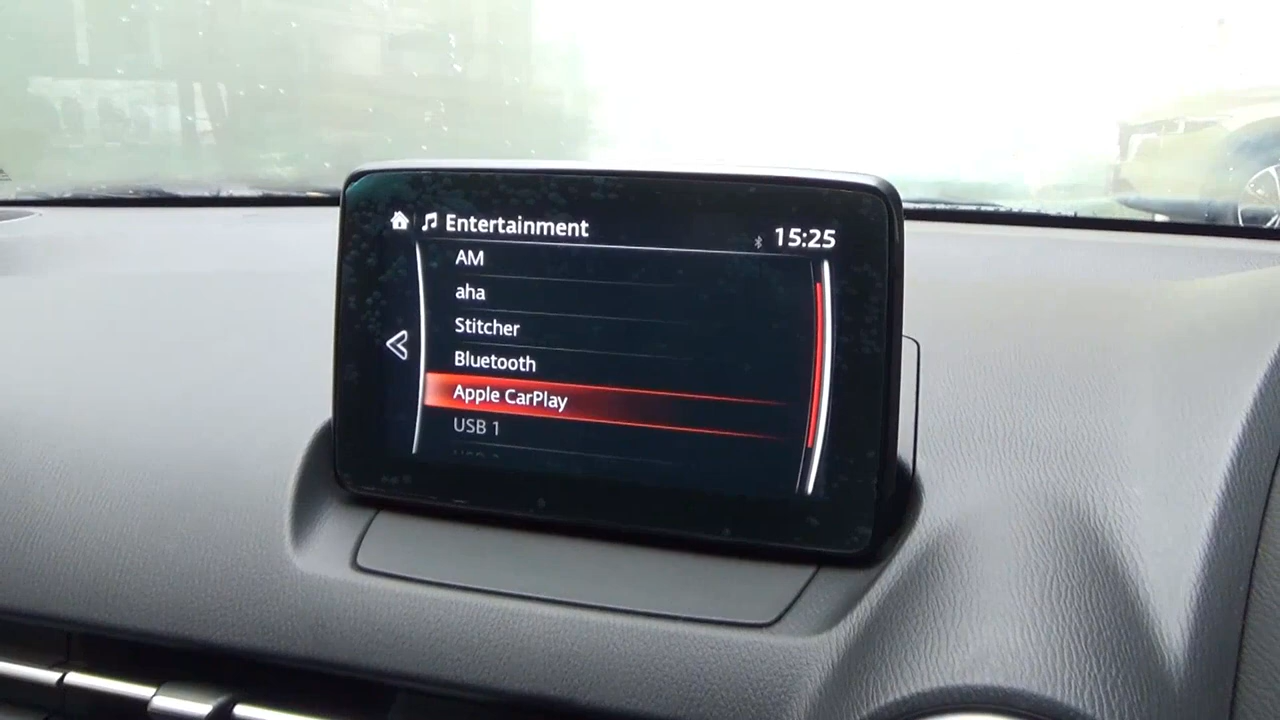 Entertainment
15:25
AM
aha
Stitcher
Bluetooth
Apple CarPlay
USB 1